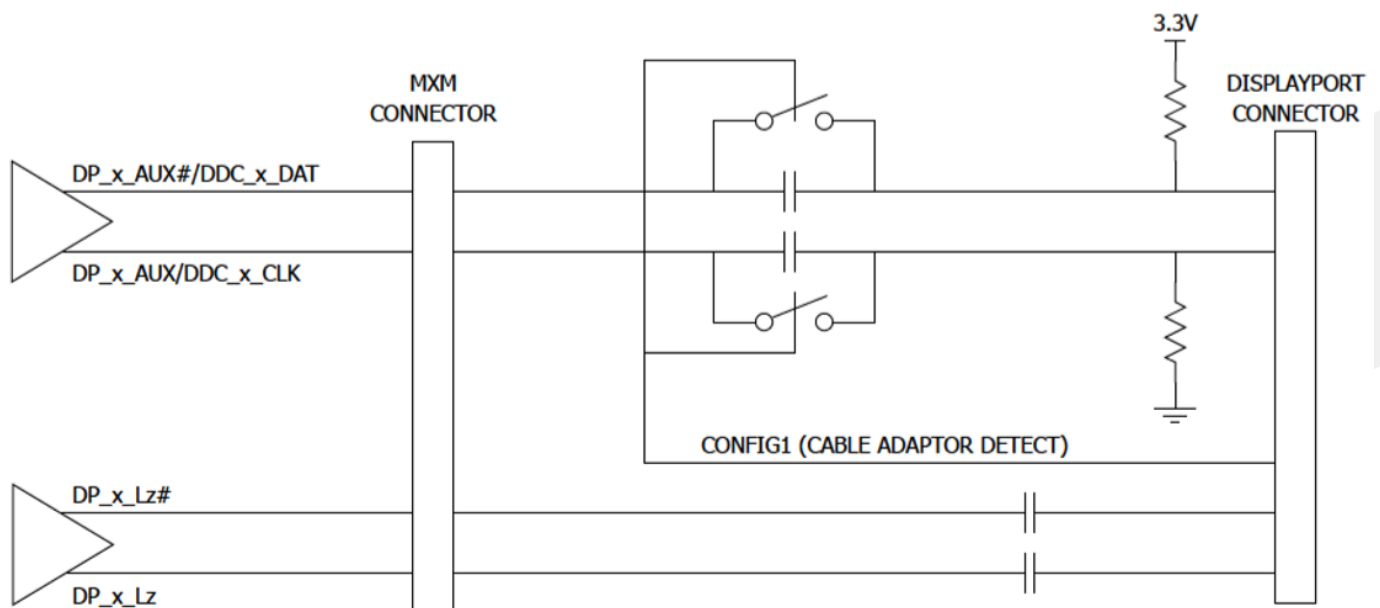 3.3V
MXM
CONNECTOR
DISPLAYPORT
CONNECTOR
DP_x_AUX#/DDC_x_DAT
DP_x_AUX/DDC_x_CLK
CONFIG1 (CABLE ADAPTOR DETECT)
DP_x_Lz#
DP_x_Lz